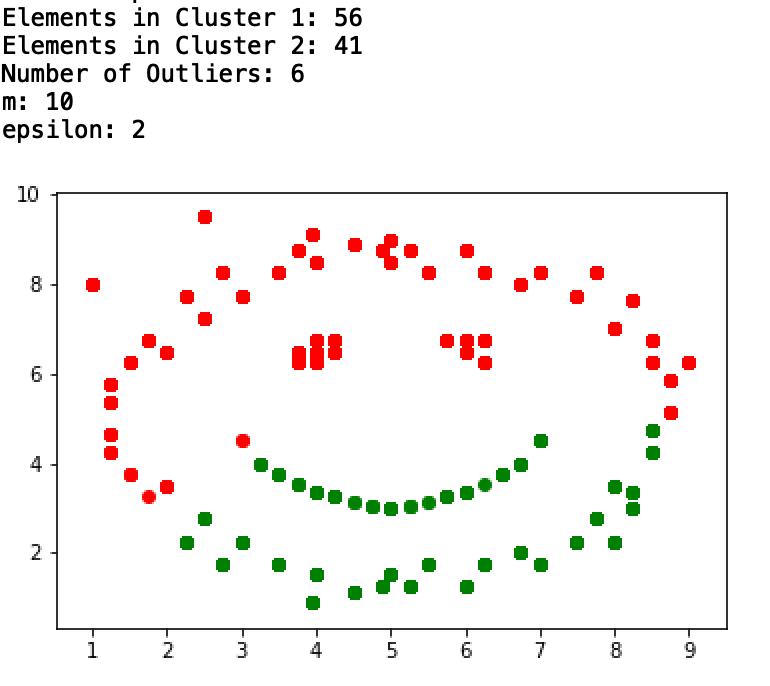 Elements in Cluster 1: 56
Elements in Cluster 2: 41
Number of Outliers: 6
m: 10
epsilon: 2
10
8
6
4
2
1 2 3 4 5 6 7 8 9